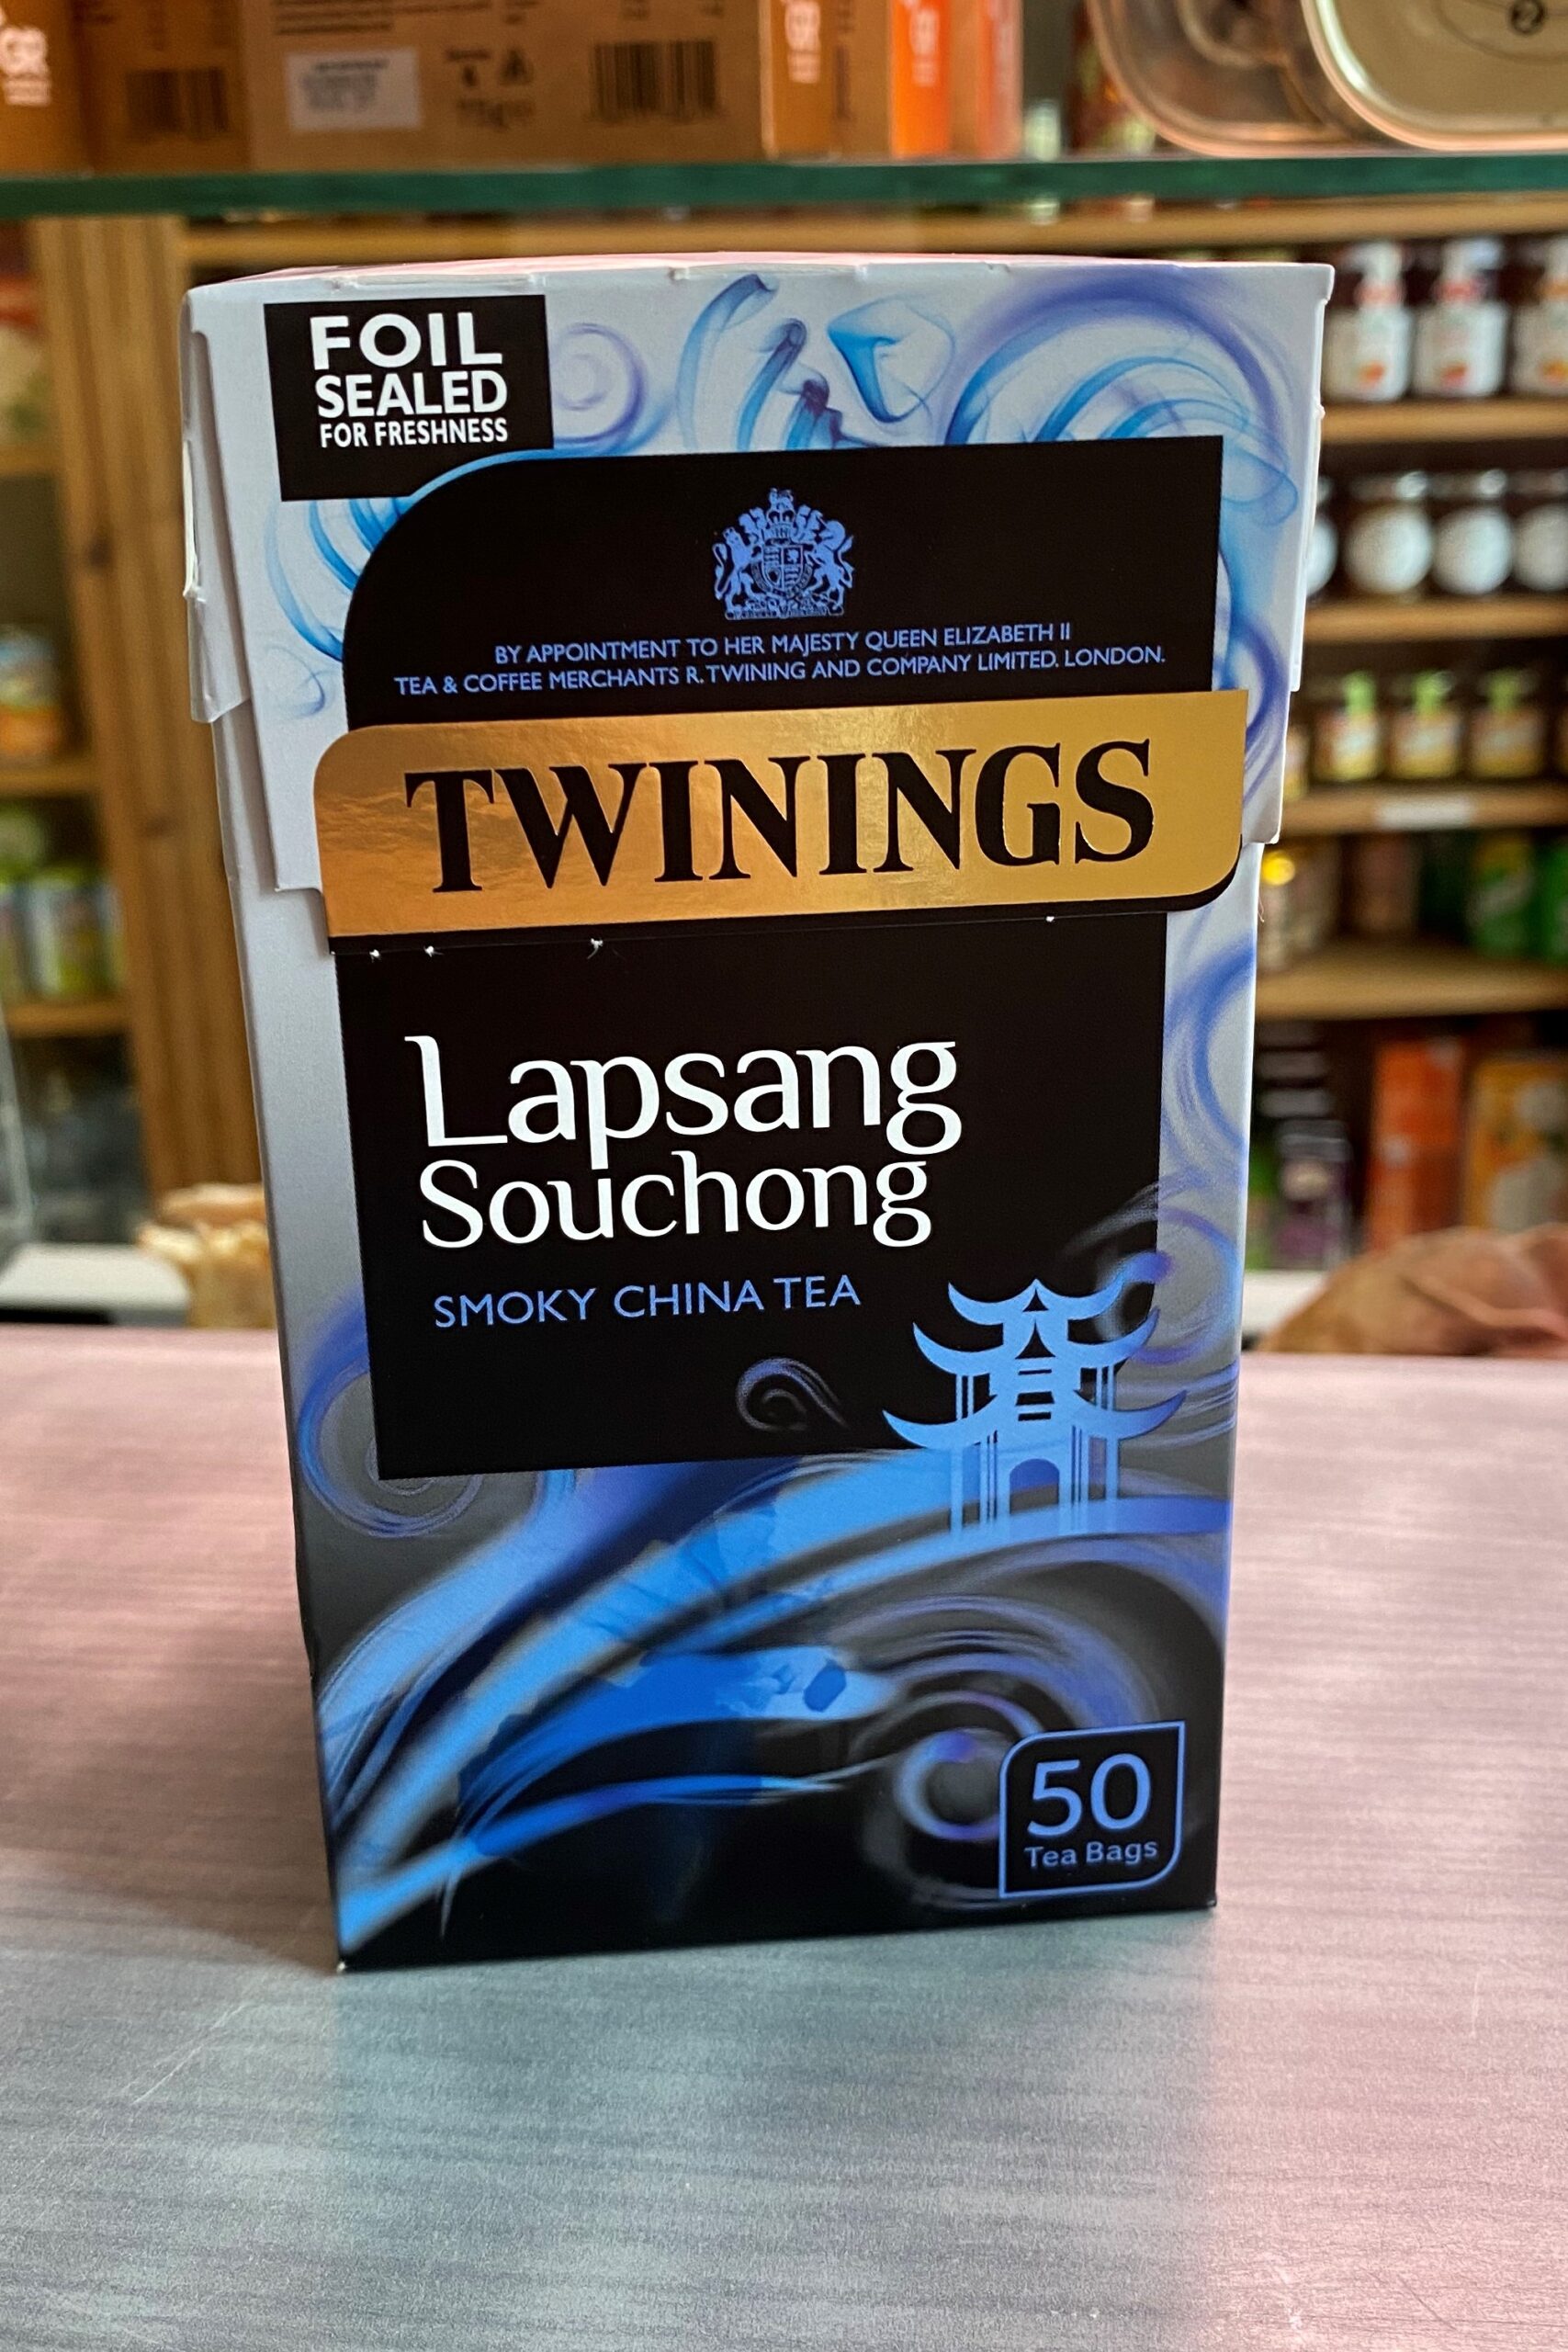 FOIL
SEALED
FOR FRESHNESS
BY APPOINTMENT TO HER MAJESTY QUEEN ELIZABETH II
TEA & COFFEE MERCHANTS R. TWINING AND COMPANY LIMITED. LONDON.
TWININGS
Lapsang
Souchong
SMOKY CHINA TEA
50
Tea Bags